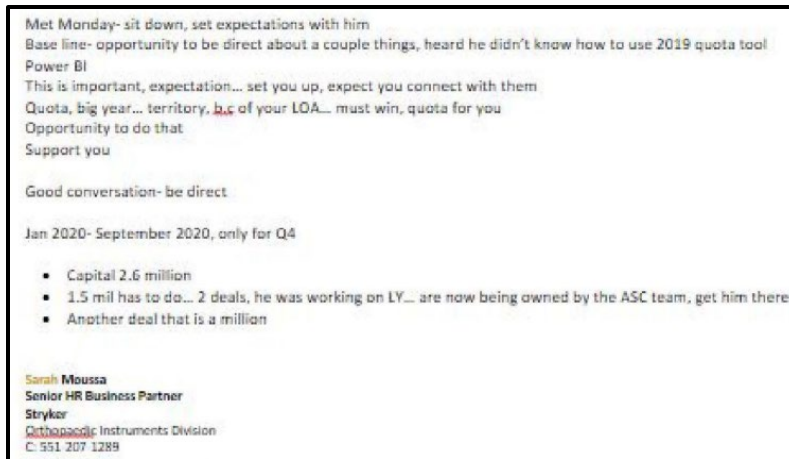 Met Monday- sit down, set expectations with him
Base line- opportunity to be direct about a couple things, heard he didn't know how to use 2019 quota tool
Power BI
This is important, expectation... set you up, expect you connect with them
Quota, big year... territory, b.c of your LOA... must win, quota for you
Opportunity to do that
Support you
Good conversation- be direct
Jan 2020- September 2020, only for Q4
• Capital 2.6 million
• 1.5 mil has to do... 2 deals, he was working on LY... are now being owned by the ASC team, get him there
• Another deal that is a million
Sarah Moussa
Senior HR Business Partner
Stryker
Orthopaedic Instruments Division
C: 551 207 1289